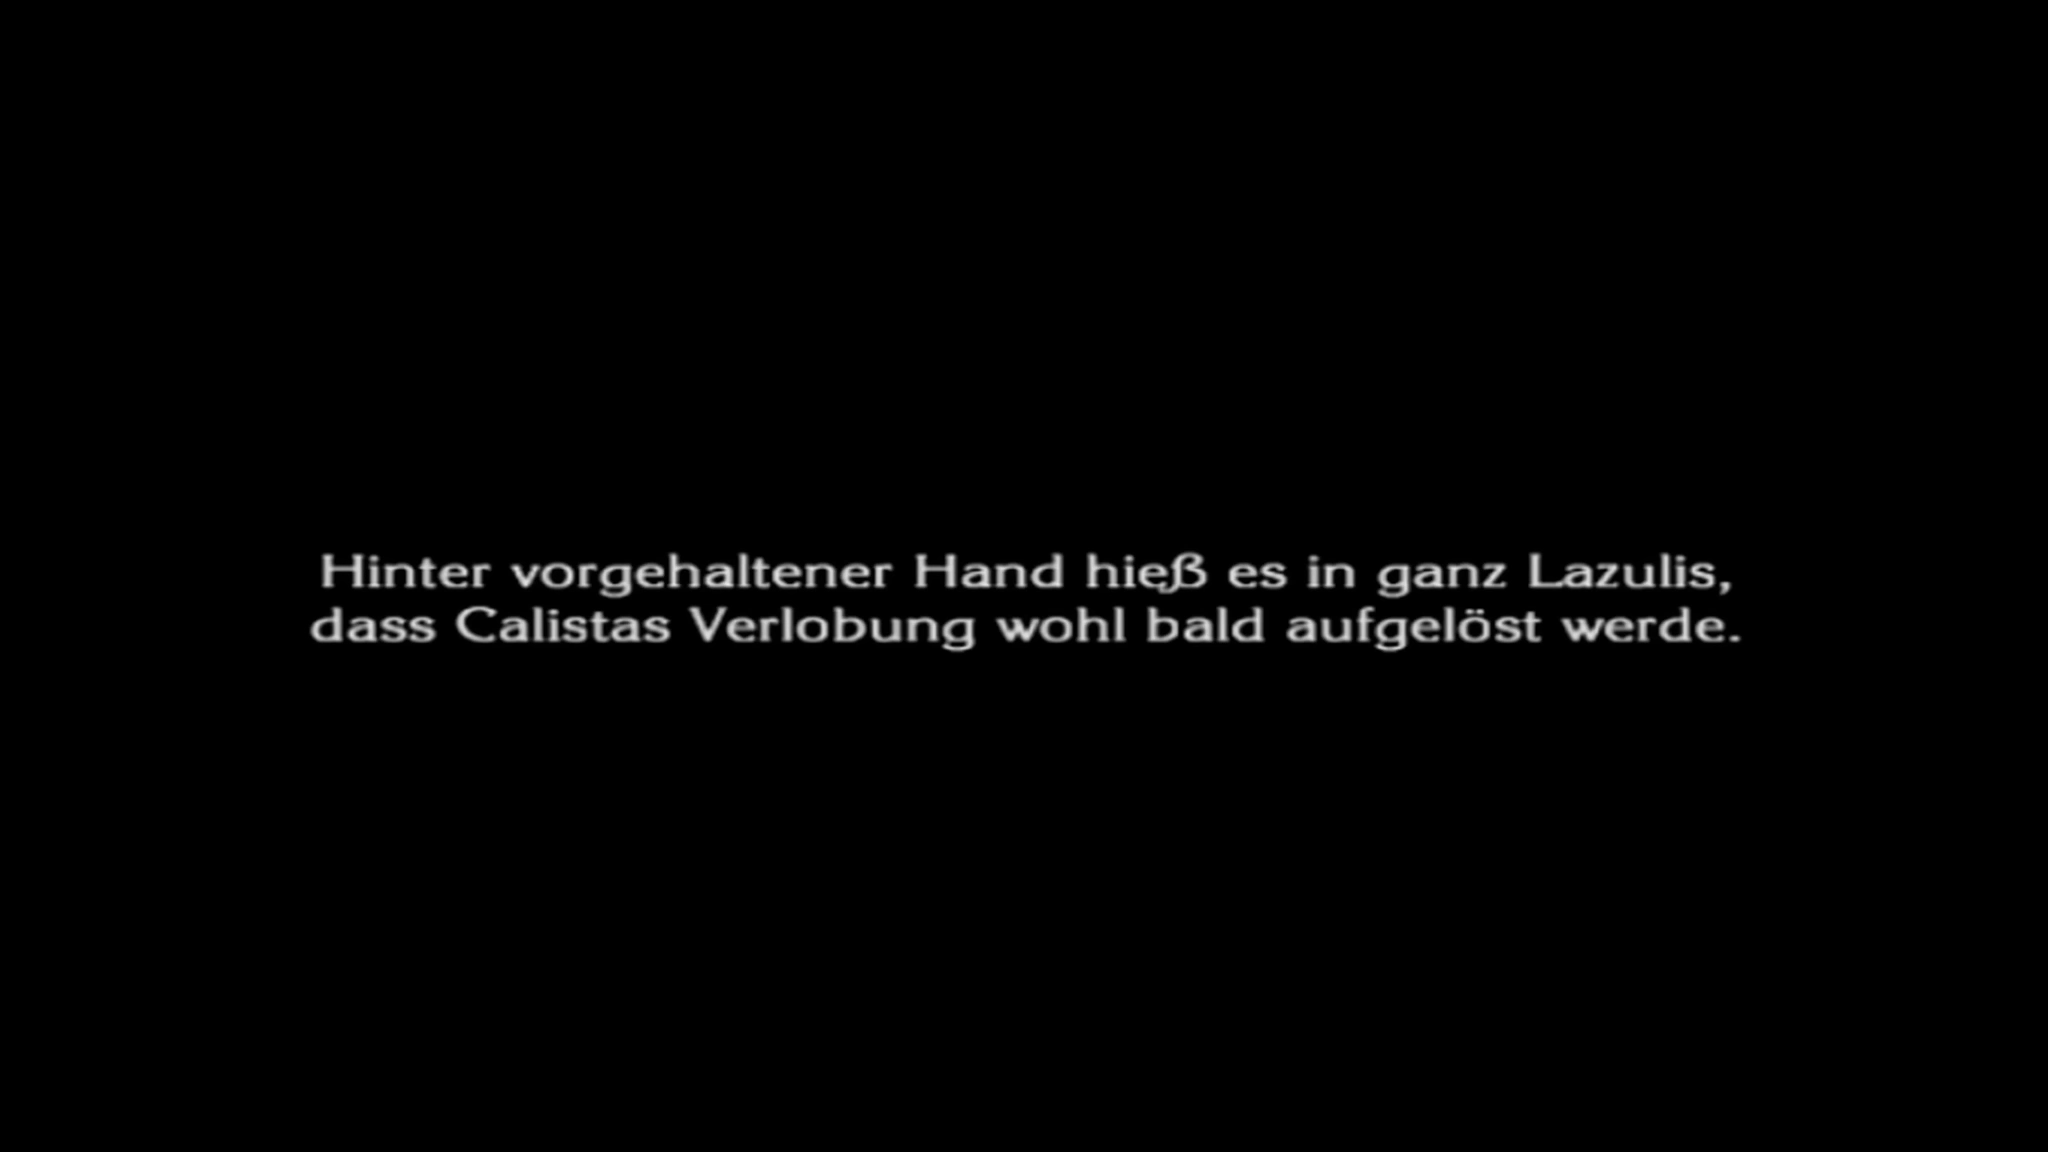 Hinter vorgehaltener Hand hieß es in ganz Lazulis,
dass Calistas Verlobung wohl bald aufgelöst werde.